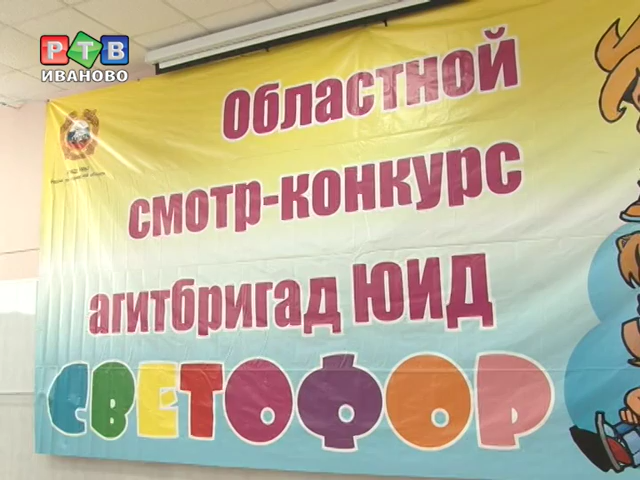 РТВ
ИВАНОВО
Областной
смотр-конкурс
агитбригад ЮИД
СВЕТОФОР